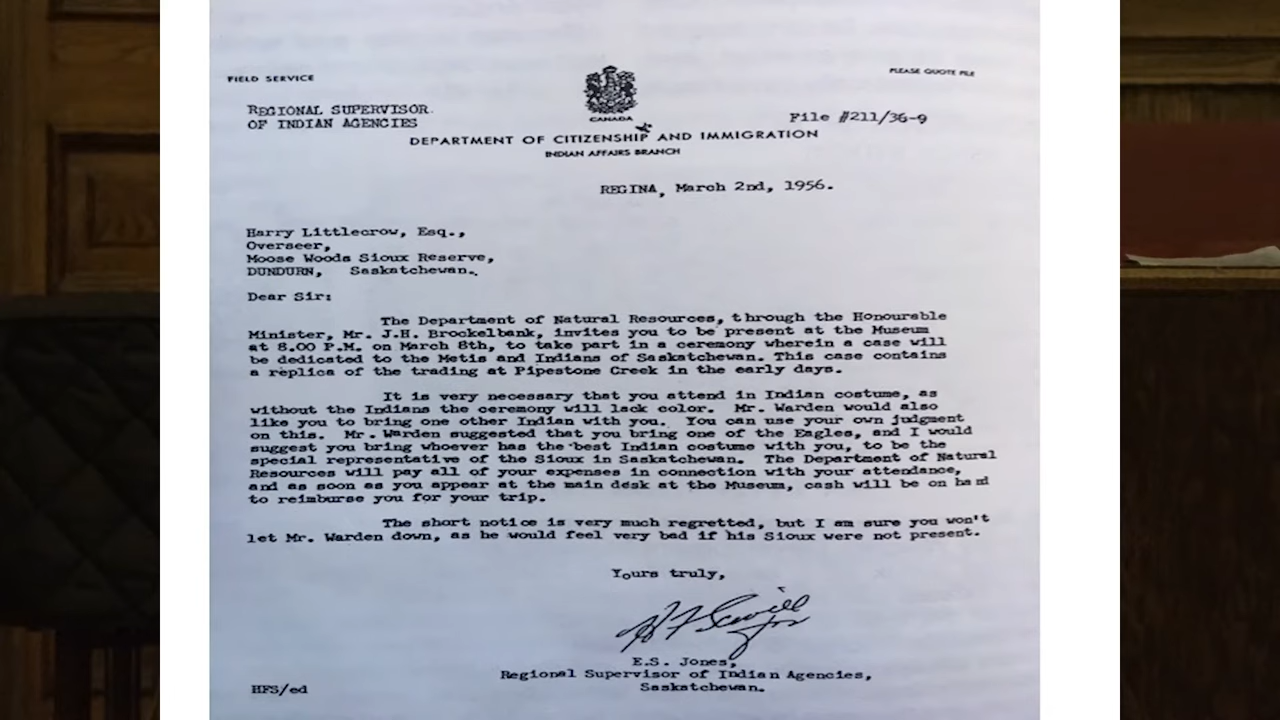 FIELD SERVICE
PLEASE QUOTE FILE
REGIONAL SUPERVISOR
OF INDIAN AGENCIES
CANADA
File #211/36-9
DEPARTMENT OF CITIZENSHIP AND IMMIGRATION
INDIAN AFFAIRS BRANCH
REGINA, March 2nd, 1956.
Harry Littlecrow, Esq.,
Overseer,
Moose Woods Sioux Reserve,
DUNDURN, Saskatchewan.
Dear Sir:
The Department of Natural Resources, through the Honourable
Minister, Mr. J.H. Brockelbank, invites you to be present at the Museum
at 8.00 P.M. on March 8th, to take part in a ceremony wherein a case will
be dedicated to the Metis and Indians of Saskatchewan. This case contains
a replica of the trading at Pipestone Creek in the early days.
It is very necessary that you attend in Indian costume, as
without the Indians the ceremony will lack color. Mr. Warden would also
like you to bring one other Indian with you. You can use your own judgment
on this. Mr. Warden suggested that you bring one of the Eagles, and I would
suggest you bring whoever has the best Indian costume with you, to be the
special representative of the Sioux in Saskatchewan. The Department of Natural
Resources will pay all of your expenses in connection with your attendance,
and as soon as you appear at the main desk at the Museum, cash will be on hand
to reimburse you for your trip.
The short notice is very much regretted, but I am sure you won't
let Mr. Warden down, as he would feel very bad if his Sioux were not present.
Yours truly,
E.S. Jones,
Regional Supervisor of Indian Agencies,
Saskatchewan.
HFS/ed